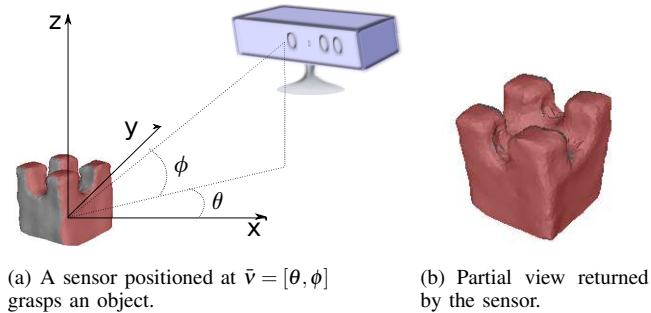 z
0 : 00
y
ϕ
θ
x
(a) A sensor positioned at v̄ = [θ, ϕ]
grasps an object.
(b) Partial view returned
by the sensor.